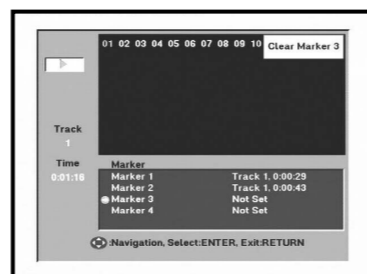 01 02 03 04 05 06 07 08 09 10 Clear Marker 3
Track
1
Time
0:01:16
Marker
Marker 1 Track 1, 0:00:29
Marker 2 Track 1, 0:00:43
Marker 3 Not Set
Marker 4 Not Set
:Navigation, Select:ENTER, Exit:RETURN